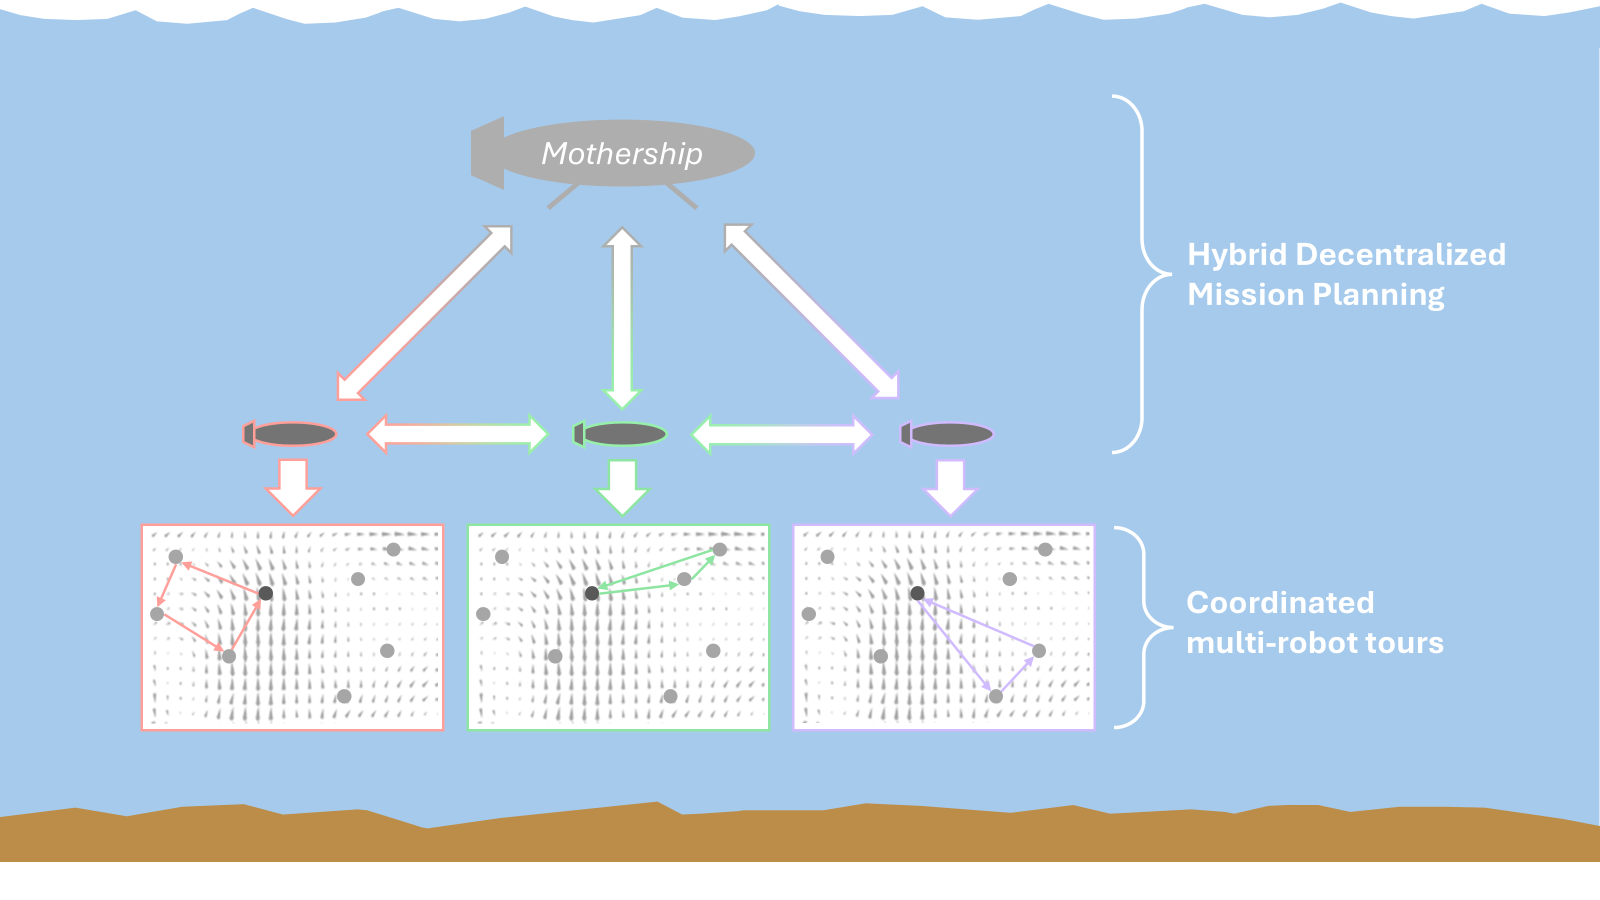 Mothership
Hybrid Decentralized
Mission Planning
Coordinated
multi-robot tours